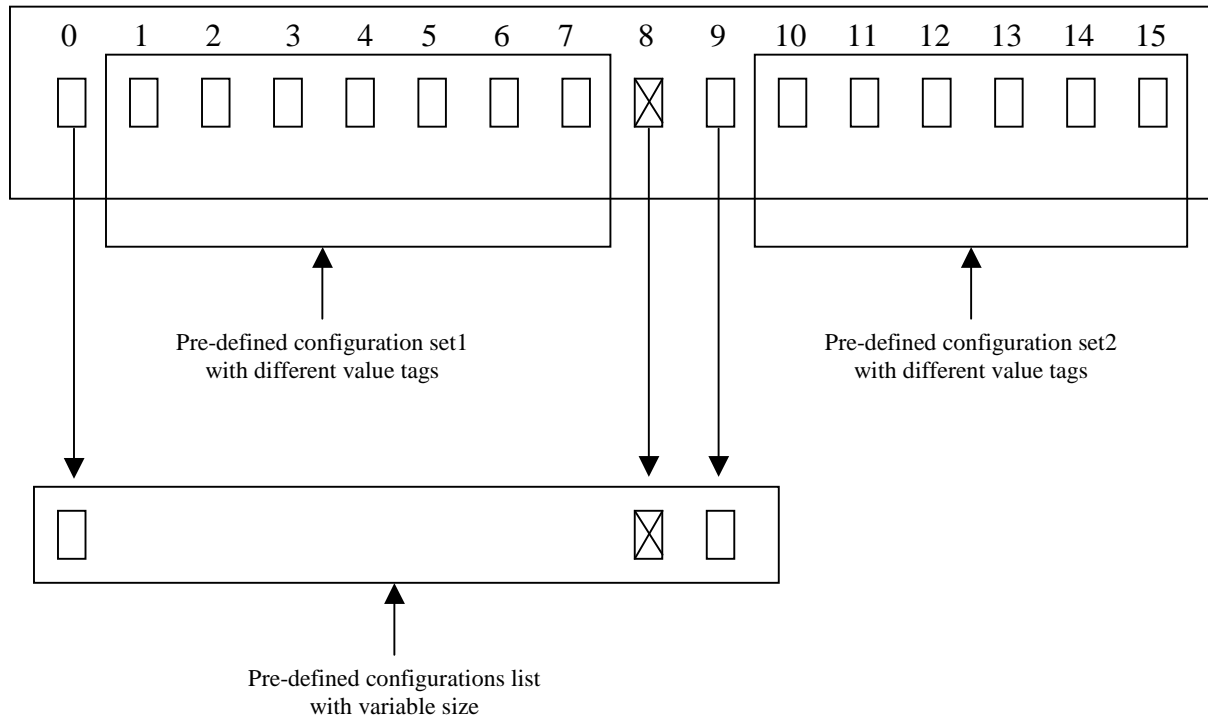 0 1 2 3 4 5 6 7 8 9 10 11 12 13 14 15
Pre-defined configuration set1
with different value tags
Pre-defined configuration set2
with different value tags
Pre-defined configurations list
with variable size